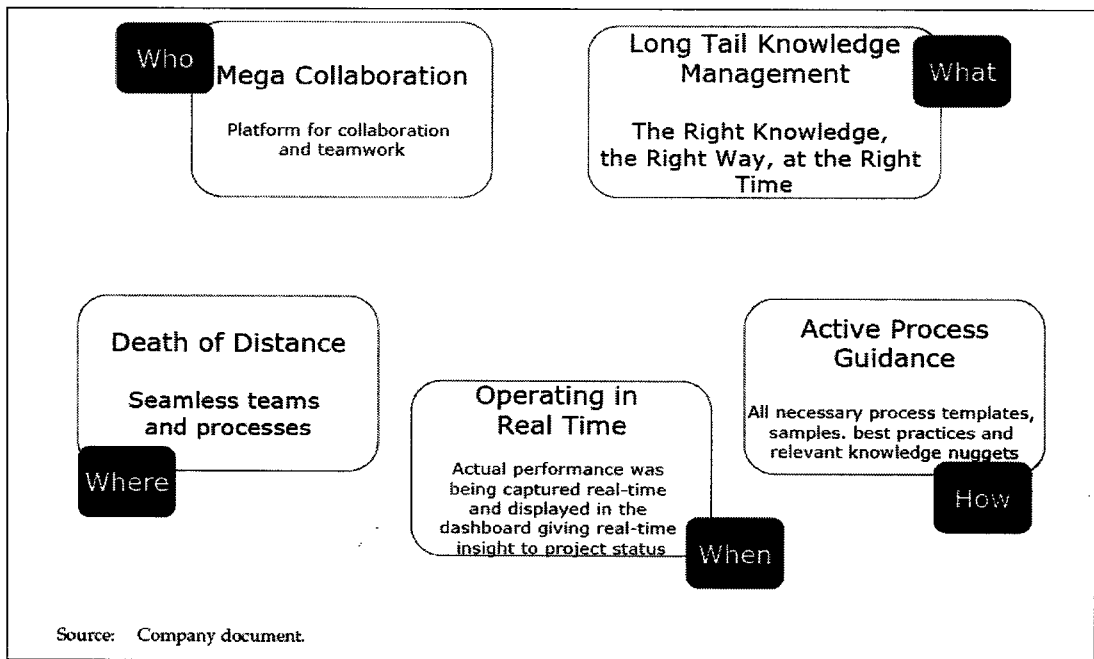 Who
Mega Collaboration
Platform for collaboration
and teamwork
Long Tail Knowledge
Management
What
The Right Knowledge,
the Right Way, at the Right
Time
Death of Distance
Seamless teams
and processes
Where
Operating in
Real Time
Actual performance was
being captured real-time
and displayed in the
dashboard giving real-time
insight to project status
When
Active Process
Guidance
All necessary process templates,
samples. best practices and
relevant knowledge nuggets
How
Source: Company document.